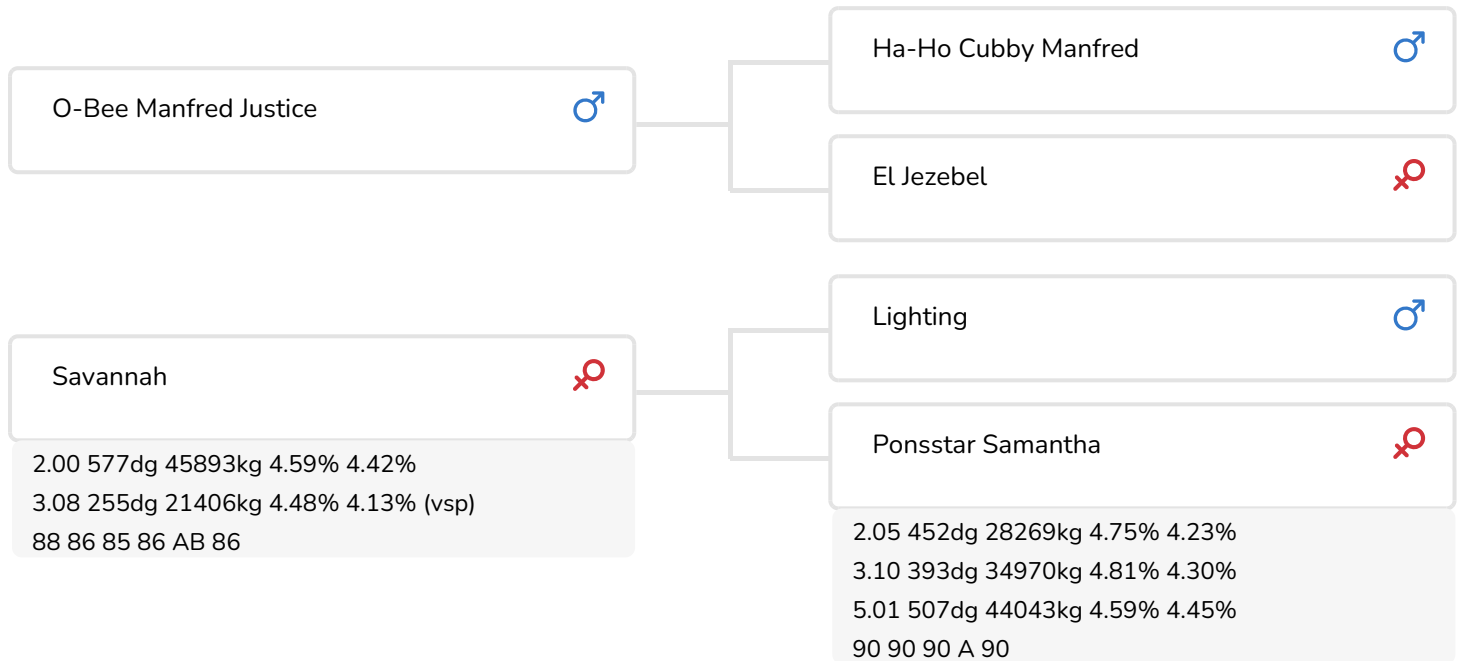 O-Bee Manfred Justice
Ha-Ho Cubby Manfred
El Jezebel
Savannah
2.00 577dg 45893kg 4.59% 4.42%
3.08 255dg 21406kg 4.48% 4.13% (vsp)
88 86 85 86 AB 86
Lighting
Ponsstar Samantha
2.05 452dg 28269kg 4.75% 4.23%
3.10 393dg 34970kg 4.81% 4.30%
5.01 507dg 44043kg 4.59% 4.45%
90 90 90 A 90